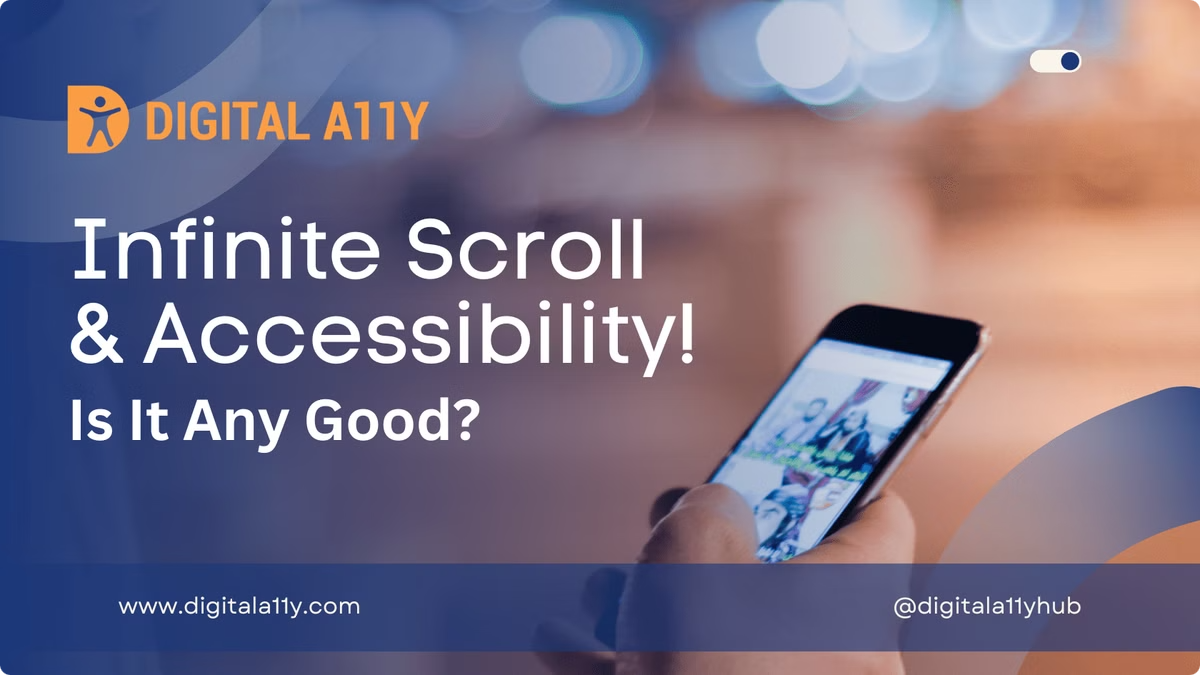 DIGITAL A11Y
Infinite Scroll
& Accessibility!
Is It Any Good?
www.digitala11y.com
@digitala11yhub